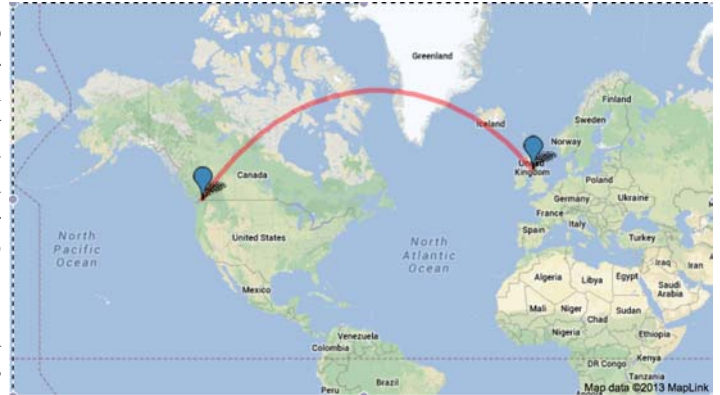 Greenland
Finland
Iceland
Sweden
Norway
United
Kingdom
Canada
Poland
Germany
Ukraine
France
Italy
Spain
Turkey
United States
North
Pacific
Ocean
North
Atlantic
Ocean
Iraq
Iran
Algeria
Libya
Egypt
Saudi
Arabia
Mexico
Mali
Niger
Sudan
Chad
Nigeria
Ethiopia
Venezuela
Colombia
Kenya
DR Congo
Tanzania
Brazil
Peru
Map data ©2013 MapLink